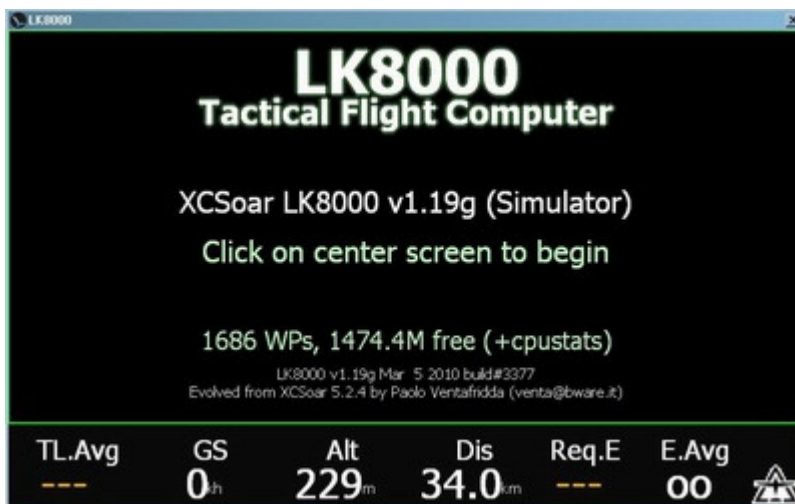 LK8000
LK8000
Tactical Flight Computer
XCSoar LK8000 v1.19g (Simulator)
Click on center screen to begin
1686 WPs, 1474.4M free (+cpustats)
LK8000 v1.19g Mar 5 2010 build#3377
Evolved from XCSoar 5.2.4 by Paolo Ventafridda (venta@bware.it)
TL.Avg GS Alt Dis Req.E E.Avg
--- 0kh 229m 34.0km --- oo